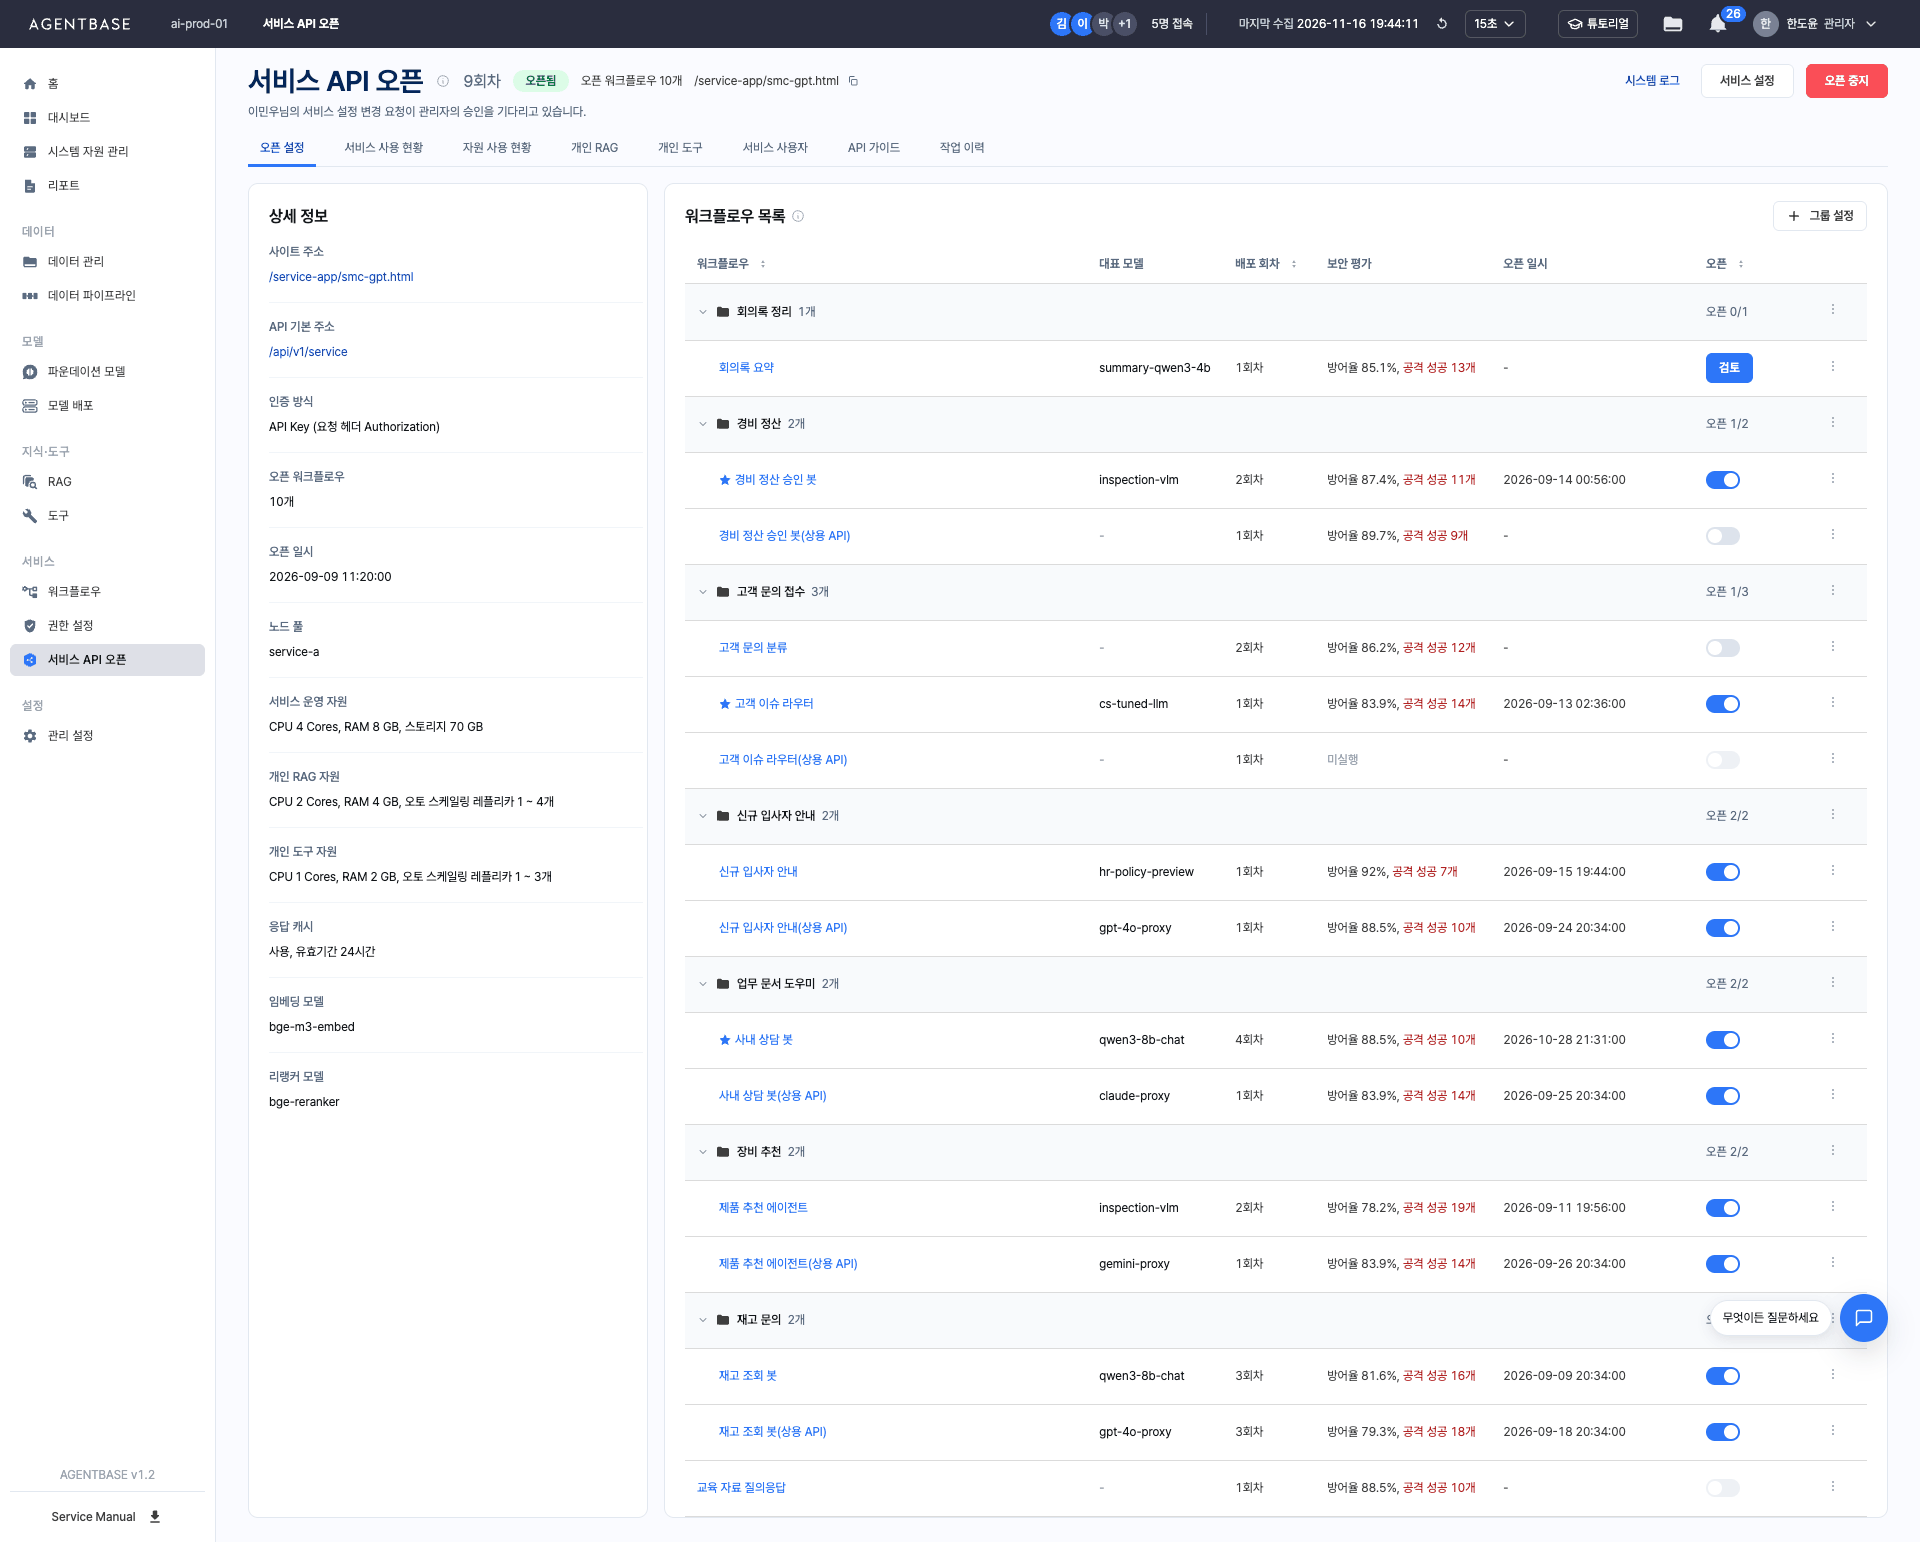 AGENTBASE
ai-prod-01
서비스 API 오픈
김 이 박 +1
5명 접속
마지막 수집 2026-11-16 19:44:11
15초
튜토리얼
26
한
한도윤 관리자
홈
대시보드
시스템 자원 관리
리포트
데이터
데이터 관리
데이터 파이프라인
모델
파운데이션 모델
모델 배포
지식·도구
RAG
도구
서비스
워크플로우
권한 설정
서비스 API 오픈
설정
관리 설정
AGENTBASE v1.2
Service Manual
서비스 API 오픈 9회차 오픈됨 오픈 워크플로우 10개 /service-app/smc-gpt.html
시스템 로그
서비스 설정
오픈 중지
이민우님의 서비스 설정 변경 요청이 관리자의 승인을 기다리고 있습니다.
오픈 설정
서비스 사용 현황
자원 사용 현황
개인 RAG
개인 도구
서비스 사용자
API 가이드
작업 이력
상세 정보
사이트 주소
/service-app/smc-gpt.html
API 기본 주소
/api/v1/service
인증 방식
API Key (요청 헤더 Authorization)
오픈 워크플로우
10개
오픈 일시
2026-09-09 11:20:00
노드 풀
service-a
서비스 운영 자원
CPU 4 Cores, RAM 8 GB, 스토리지 70 GB
개인 RAG 자원
CPU 2 Cores, RAM 4 GB, 오토 스케일링 레플리카 1 ~ 4개
개인 도구 자원
CPU 1 Cores, RAM 2 GB, 오토 스케일링 레플리카 1 ~ 3개
응답 캐시
사용, 유효기간 24시간
임베딩 모델
bge-m3-embed
리랭커 모델
bge-reranker
워크플로우 목록
그룹 설정
워크플로우 대표 모델 배포 회차 보안 평가 오픈 일시 오픈
회의록 정리 1개 오픈 0/1
회의록 요약 summary-qwen3-4b 1회차 방어율 85.1%, 공격 성공 13개 - 검토
경비 정산 2개 오픈 1/2
경비 정산 승인 봇 inspection-vlm 2회차 방어율 87.4%, 공격 성공 11개 2026-09-14 00:56:00
경비 정산 승인 봇(상용 API) - 1회차 방어율 89.7%, 공격 성공 9개 -
고객 문의 접수 3개 오픈 1/3
고객 문의 분류 - 2회차 방어율 86.2%, 공격 성공 12개 -
고객 이슈 라우터 cs-tuned-llm 1회차 방어율 83.9%, 공격 성공 14개 2026-09-13 02:36:00
고객 이슈 라우터(상용 API) - 1회차 미실행 -
신규 입사자 안내 2개 오픈 2/2
신규 입사자 안내 hr-policy-preview 1회차 방어율 92%, 공격 성공 7개 2026-09-15 19:44:00
신규 입사자 안내(상용 API) gpt-4o-proxy 1회차 방어율 88.5%, 공격 성공 10개 2026-09-24 20:34:00
업무 문서 도우미 2개 오픈 2/2
사내 상담 봇 qwen3-8b-chat 4회차 방어율 88.5%, 공격 성공 10개 2026-10-28 21:31:00
사내 상담 봇(상용 API) claude-proxy 1회차 방어율 83.9%, 공격 성공 14개 2026-09-25 20:34:00
장비 추천 2개 오픈 2/2
제품 추천 에이전트 inspection-vlm 2회차 방어율 78.2%, 공격 성공 19개 2026-09-11 19:56:00
제품 추천 에이전트(상용 API) gemini-proxy 1회차 방어율 83.9%, 공격 성공 14개 2026-09-26 20:34:00
재고 문의 2개
무엇이든 질문하세요
재고 조회 봇 qwen3-8b-chat 3회차 방어율 81.6%, 공격 성공 16개 2026-09-09 20:34:00
재고 조회 봇(상용 API) gpt-4o-proxy 3회차 방어율 79.3%, 공격 성공 18개 2026-09-18 20:34:00
교육 자료 질의응답 - 1회차 방어율 88.5%, 공격 성공 10개 -